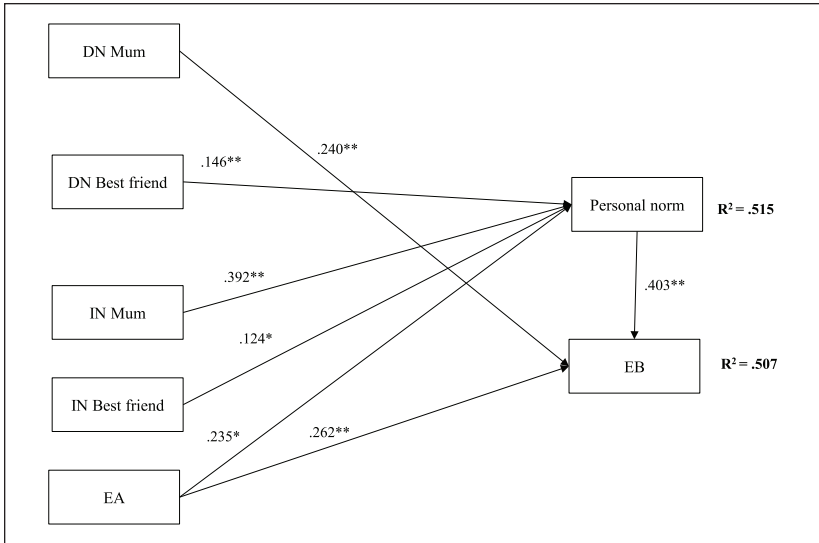 DN Mum
.240**
DN Best friend
.146**
Personal norm
R² = .515
IN Mum
.392**
.403**
.124*
EB
R² = .507
IN Best friend
.235*
.262**
EA